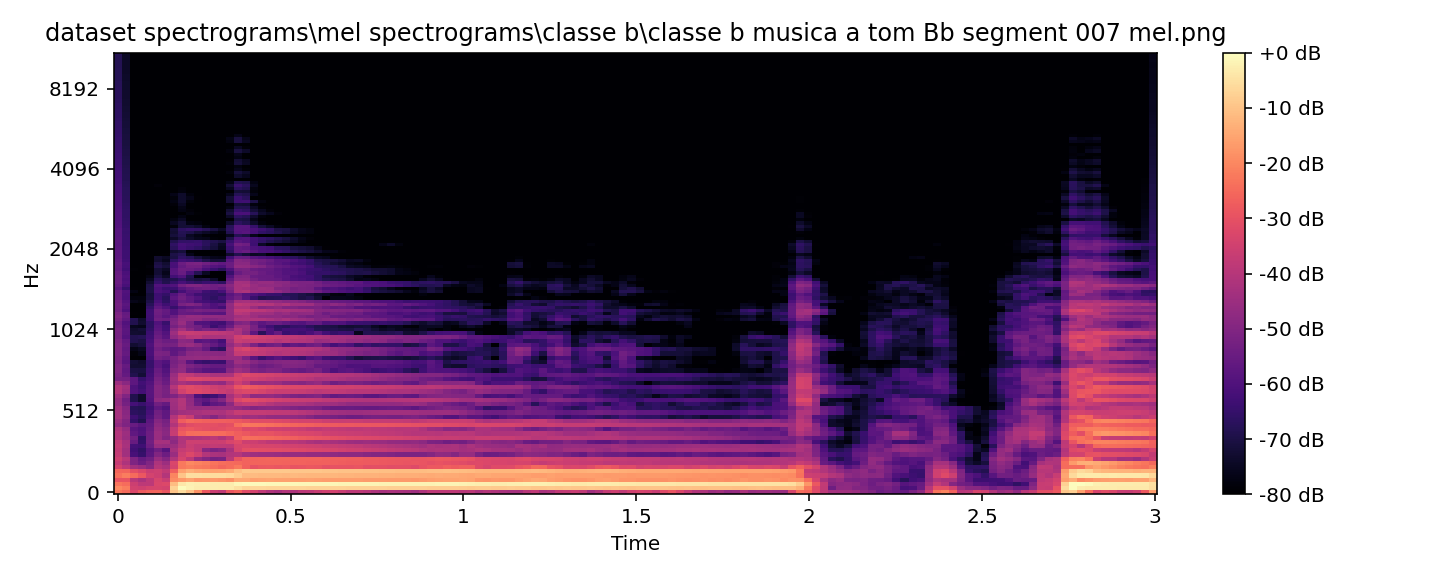 dataset spectrograms\mel spectrograms\classe b\classe b musica a tom Bb segment 007 mel.png
+0 dB
8192
-10 dB
4096
-20 dB
-30 dB
2048
Hz
-40 dB
1024
-50 dB
-60 dB
512
-70 dB
0
-80 dB
0
0.5
1
1.5
2
2.5
3
Time